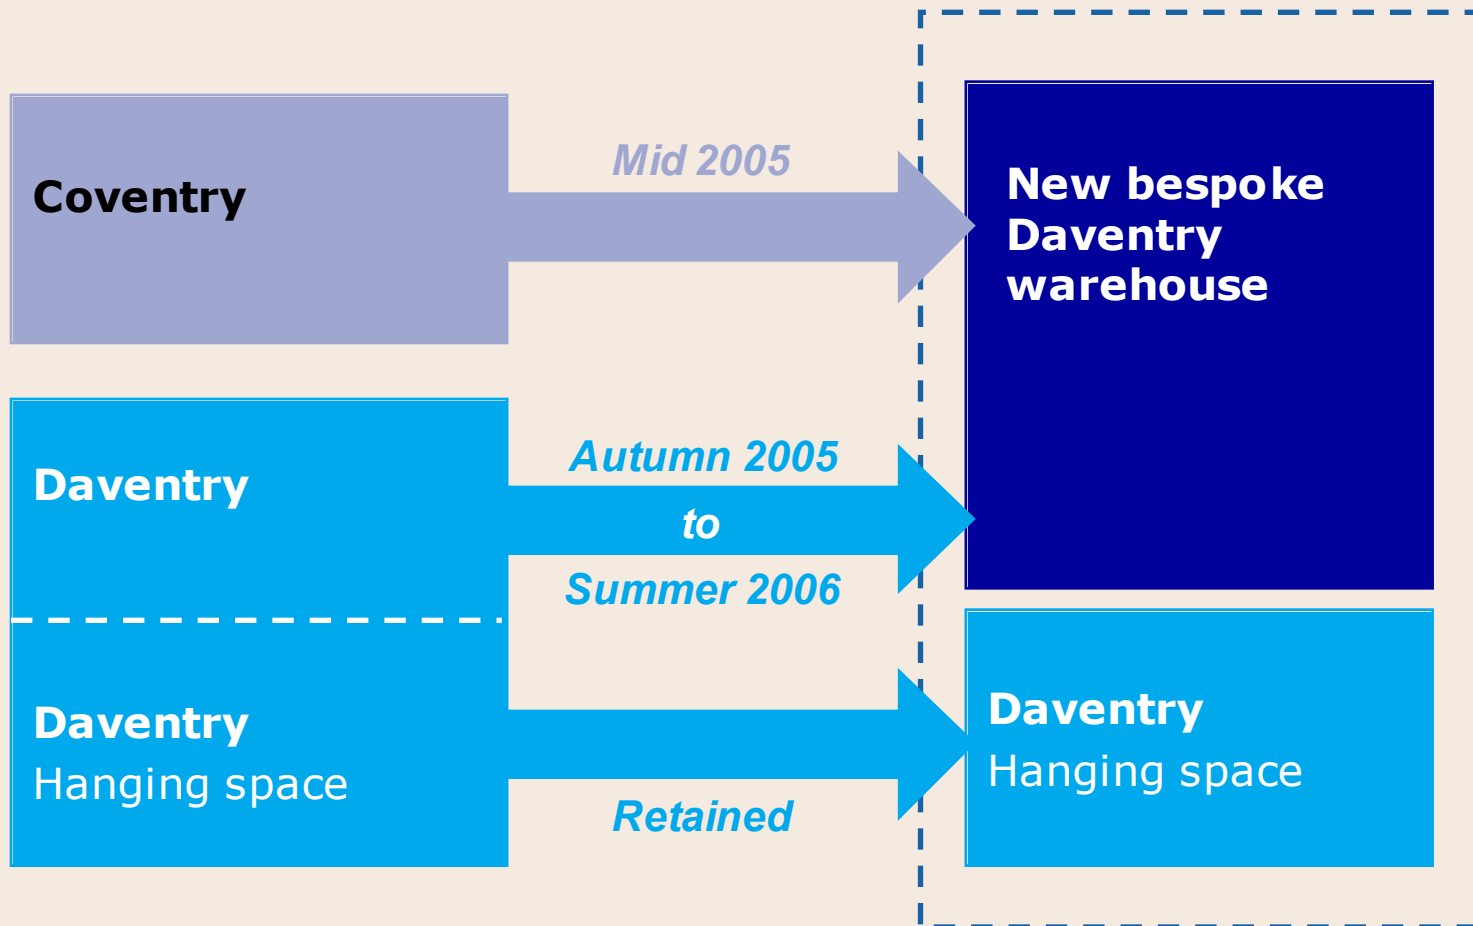 Coventry
Mid 2005
New bespoke
Daventry
warehouse
Daventry
Autumn 2005
to
Summer 2006
Daventry
Hanging space
Retained
Daventry
Hanging space